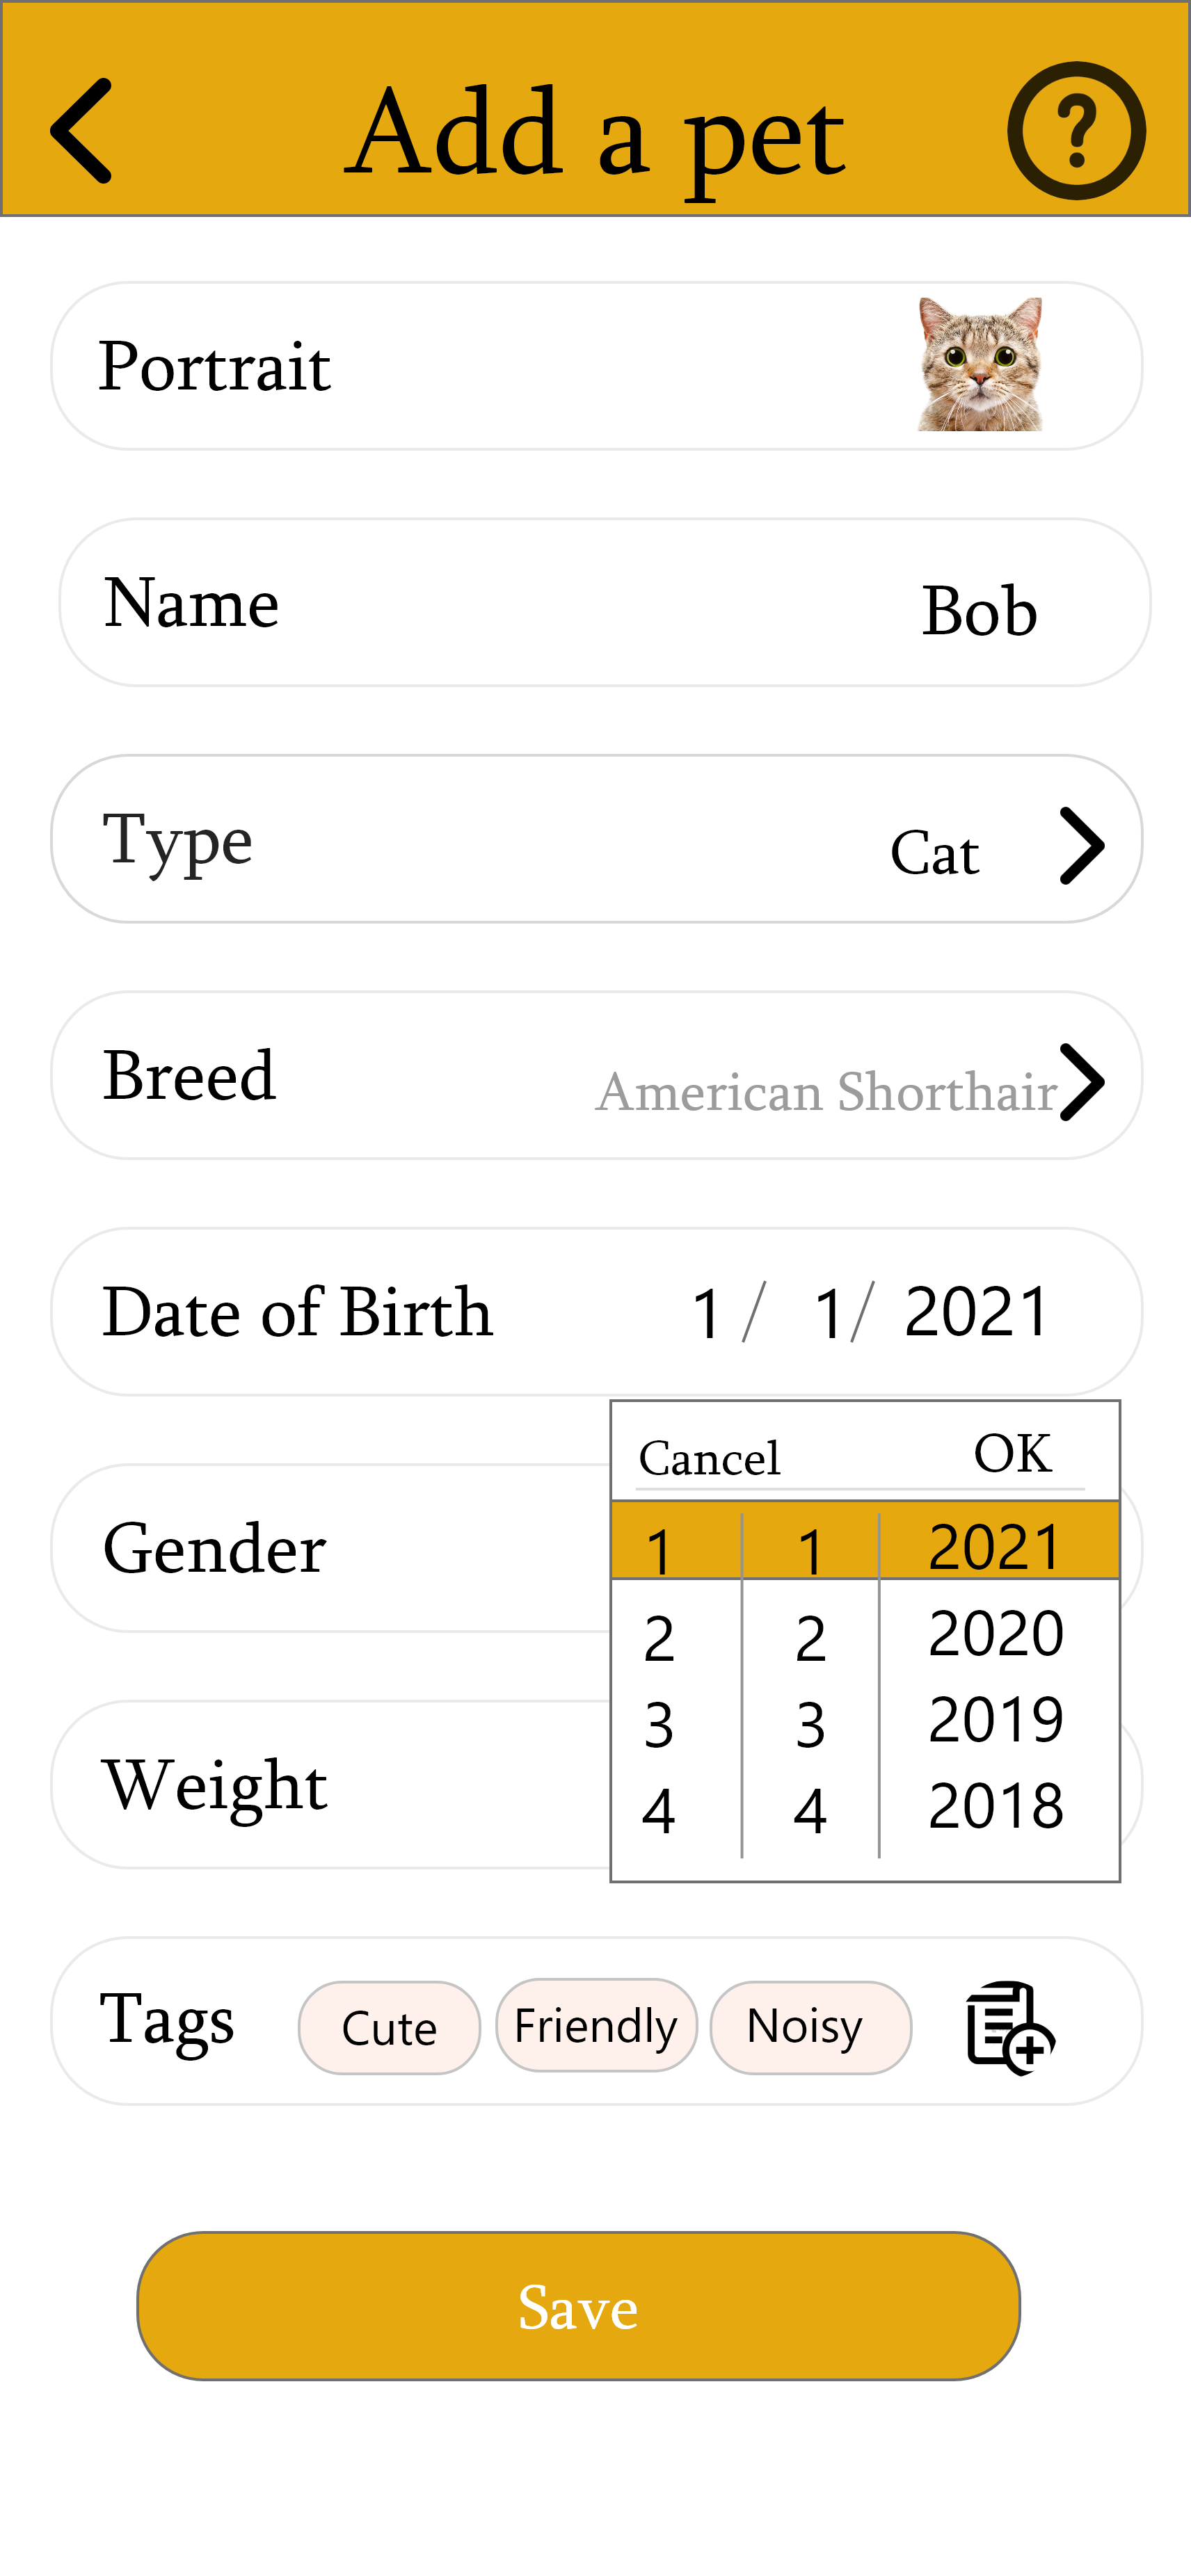 Add a pet
Portrait
Name Bob
Type Cat
Breed American Shorthair
Date of Birth 1 / 1 / 2021
Cancel OK
1 1 2021
Gender
2 2 2020
3 3 2019
Weight
4 4 2018
Tags Cute Friendly Noisy
Save